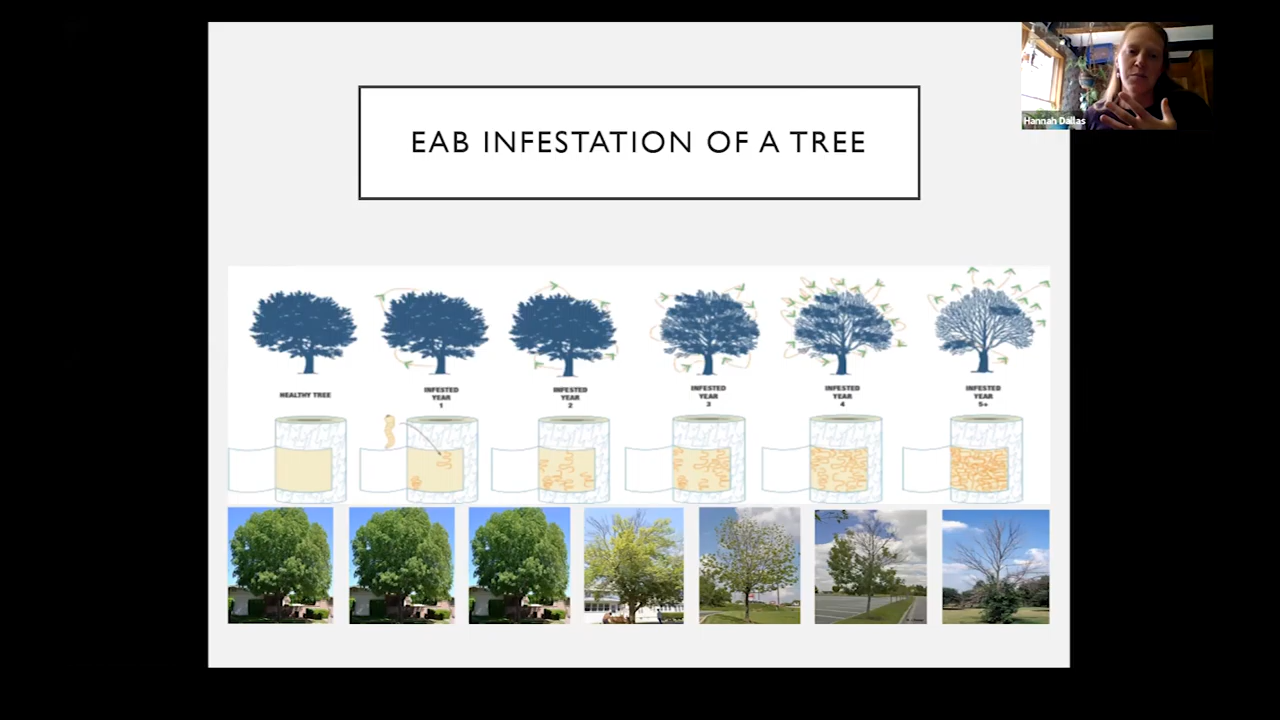 Hannah Dallas
EAB INFESTATION OF A TREE
HEALTHY TREE
INFESTED
YEAR
1
INFESTED
YEAR
2
INFESTED
YEAR
3
INFESTED
YEAR
4
INFESTED
YEAR
5+